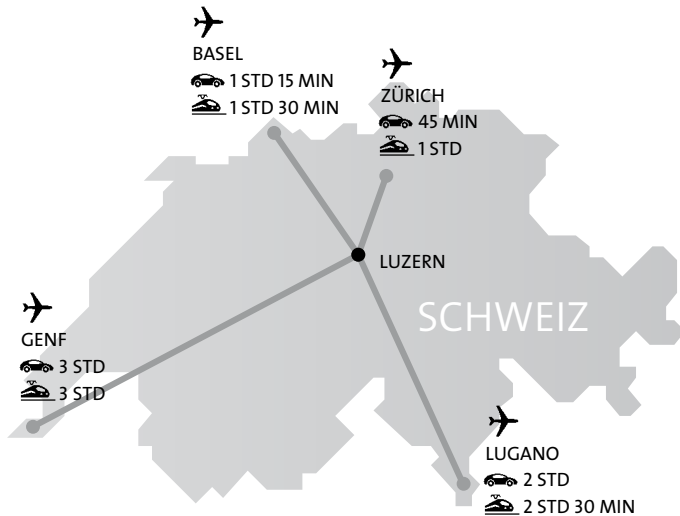 BASEL
1 STD 15 MIN
1 STD 30 MIN
ZÜRICH
45 MIN
1 STD
LUZERN
SCHWEIZ
GENF
3 STD
3 STD
LUGANO
2 STD
2 STD 30 MIN